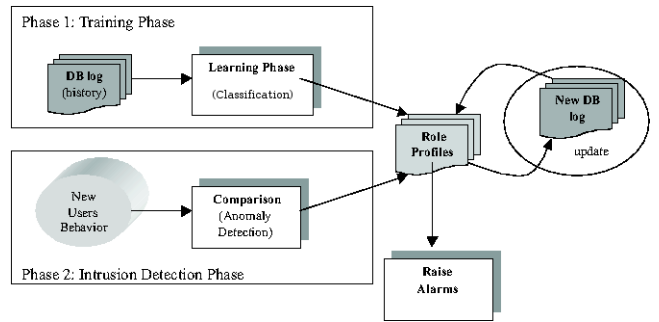 Phase 1: Training Phase
DB log
(history)
Learning Phase
(Classification)
Role
Profiles
New DB
log
update
New
Users
Behavior
Comparison
(Anomaly
Detection)
Phase 2: Intrusion Detection Phase
Raise
Alarms